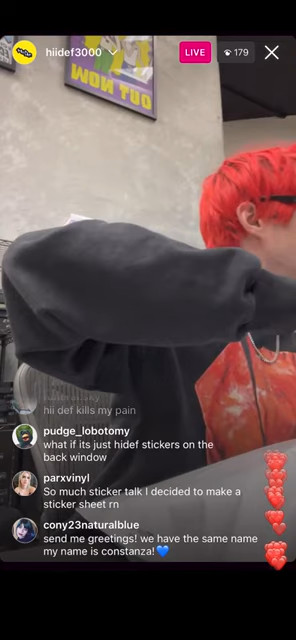 hiidef3000
LIVE
179
OUT NOW
hii def kills my pain
pudge_lobotomy
what if its just hidef stickers on the
back window
parxvinyl
So much sticker talk I decided to make a
sticker sheet rn
cony23naturalblue
send me greetings! we have the same name
my name is constanza!💙